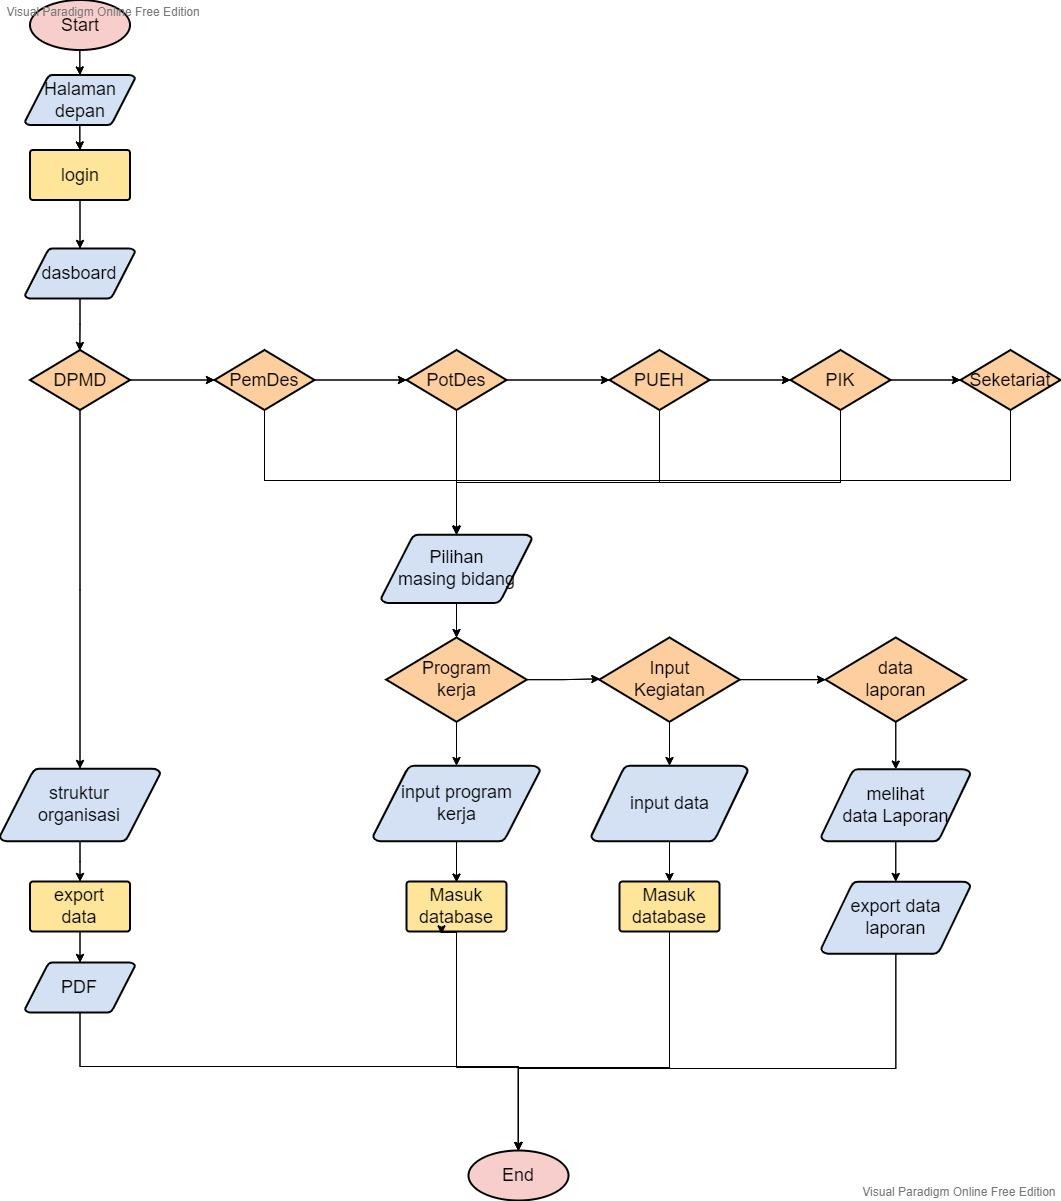 Visual Paradigm Online Free Edition
Start
Halaman
depan
login
dasboard
DPMD
PemDes
PotDes
PUEH
PIK
Seketariat
Pilihan
masing bidang
Program
kerja
Input
Kegiatan
data
laporan
struktur
organisasi
input program
kerja
input data
melihat
data Laporan
export
data
Masuk
database
Masuk
database
export data
laporan
PDF
End
Visual Paradigm Online Free Edition